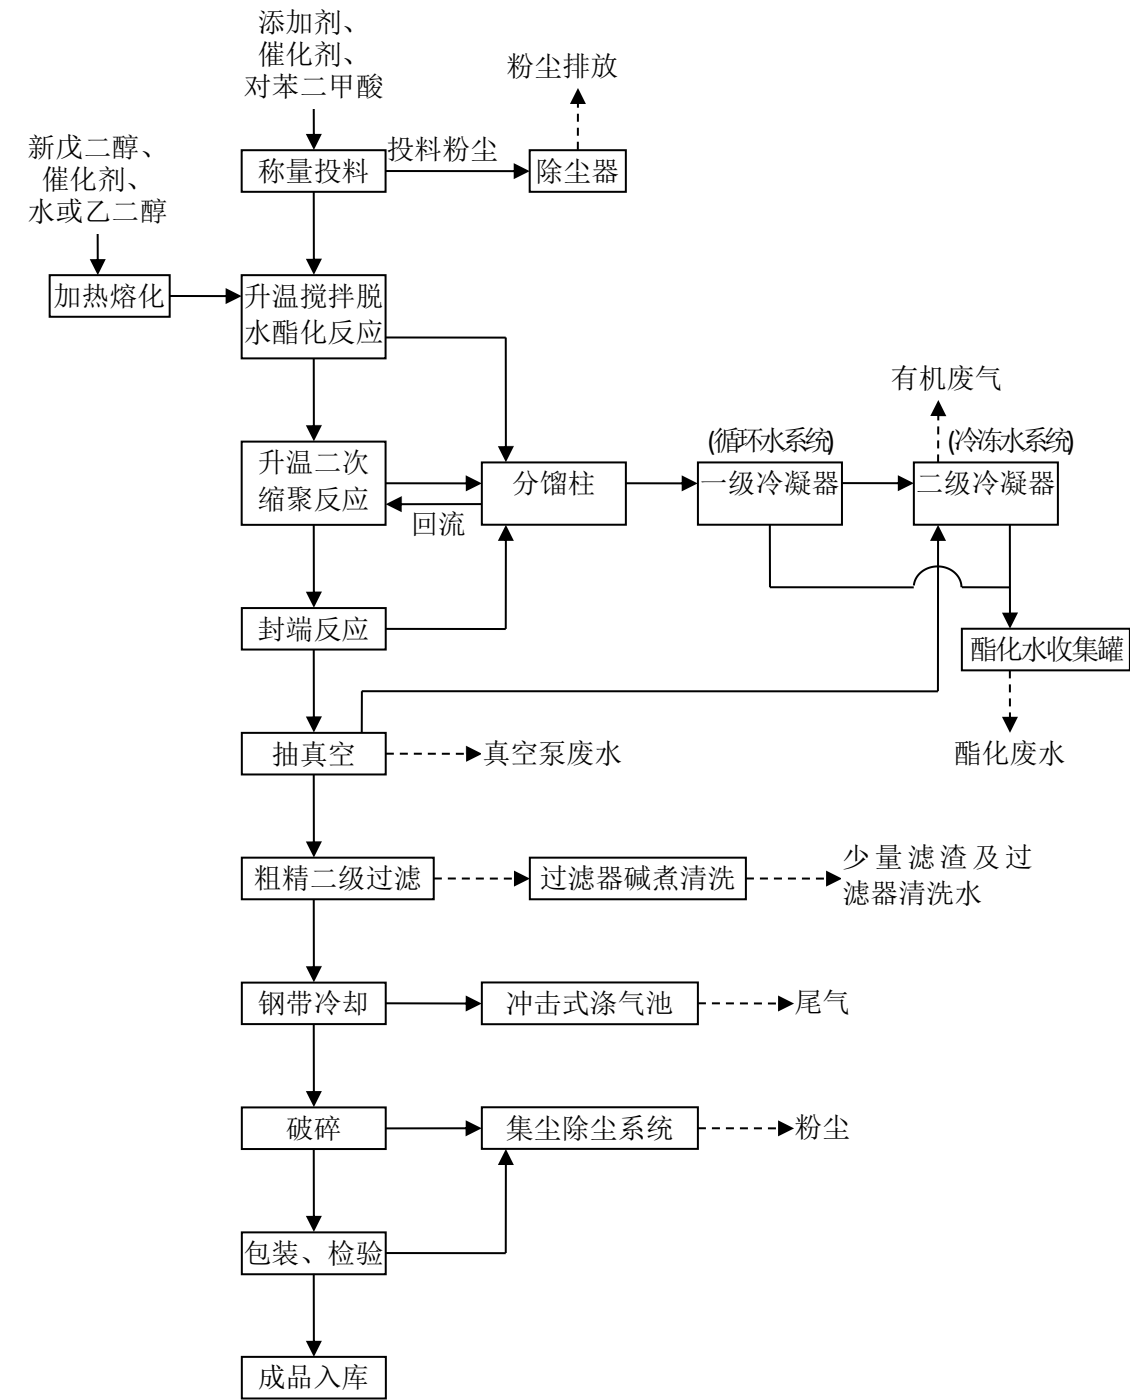 添加剂、
催化剂、
对苯二甲酸
粉尘排放
新戊二醇、
催化剂、
水或乙二醇
称量投料
投料粉尘
除尘器
加热熔化
升温搅拌脱
水酯化反应
有机废气
(循环水系统)
(冷冻水系统)
升温二次
缩聚反应
分馏柱
一级冷凝器
二级冷凝器
回流
封端反应
酯化水收集罐
抽真空
真空泵废水
酯化废水
粗精二级过滤
过滤器碱煮清洗
少量滤渣及过
滤器清洗水
钢带冷却
冲击式涤气池
尾气
破碎
集尘除尘系统
粉尘
包装、检验
成品入库